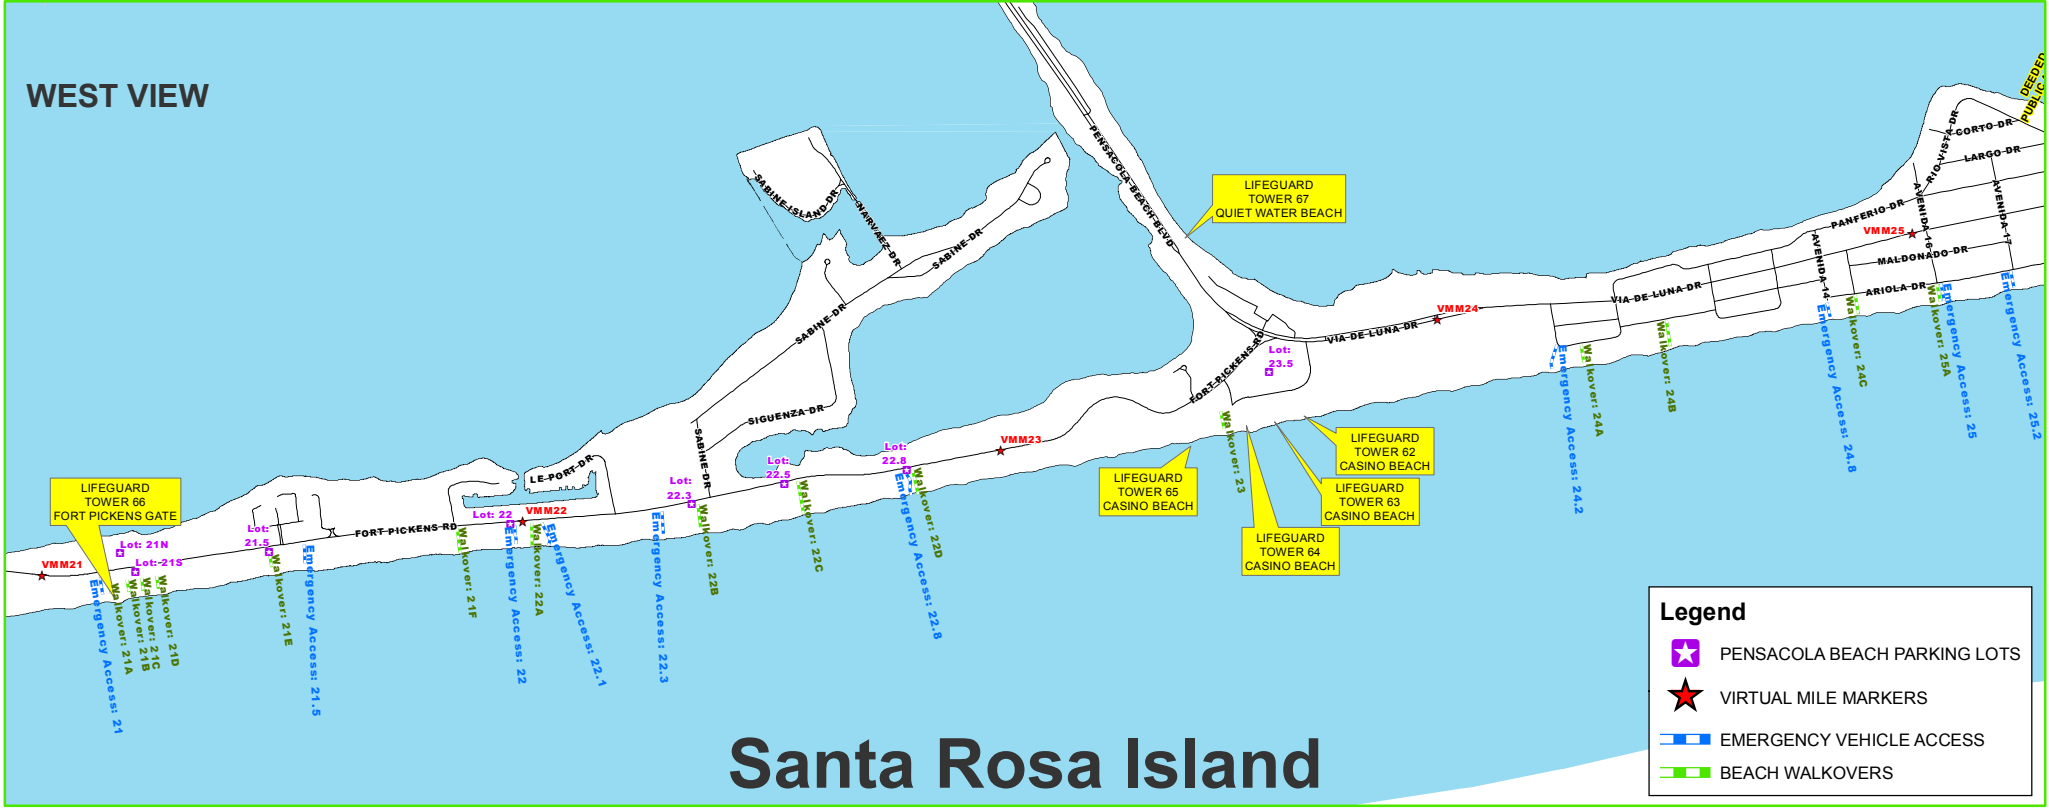 WEST VIEW
DEEDED
PUBLIC
CORTO DR
LARGO DR
RIO VISTA DR
PENSACOLA BEACH BLVD
SABINE ISLAND DR
NARVAEZ DR
SABINE DR
LIFEGUARD
TOWER 67
QUIET WATER BEACH
PANFERIO DR
AVENIDA 16
AVENIDA 17
VMM25
AVENIDA 14
MALDONADO DR
ARIOLA DR
VIA DE LUNA DR
VMM24
VIA DE LUNA DR
SABINE DR
FORT PICKENS RD
Lot:
23.5
SIGUENZA DR
SABINE DR
VMM23
Lot:
22.8
Lot:
22.5
Lot:
22.3
LE PORT DR
VMM22
Lot: 22
FORT PICKENS RD
Lot:
21.5
Lot: 21N
Lot: 21S
VMM21
LIFEGUARD
TOWER 66
FORT PICKENS GATE
LIFEGUARD
TOWER 65
CASINO BEACH
LIFEGUARD
TOWER 64
CASINO BEACH
LIFEGUARD
TOWER 63
CASINO BEACH
LIFEGUARD
TOWER 62
CASINO BEACH
Emergency Access: 21
Walkover: 21A
Walkover: 21B
Walkover: 21C
Walkover: 21D
Walkover: 21E
Emergency Access: 21.5
Walkover: 21F
Emergency Access: 22
Walkover: 22A
Emergency Access: 22.1
Emergency Access: 22.3
Walkover: 22B
Walkover: 22C
Emergency Access: 22.8
Walkover: 22D
Walkover: 23
Emergency Access: 24.2
Walkover: 24A
Walkover: 24B
Emergency Access: 24.8
Walkover: 24C
Walkover: 25A
Emergency Access: 25
Emergency Access: 25.2
Santa Rosa Island
Legend
PENSACOLA BEACH PARKING LOTS
VIRTUAL MILE MARKERS
EMERGENCY VEHICLE ACCESS
BEACH WALKOVERS